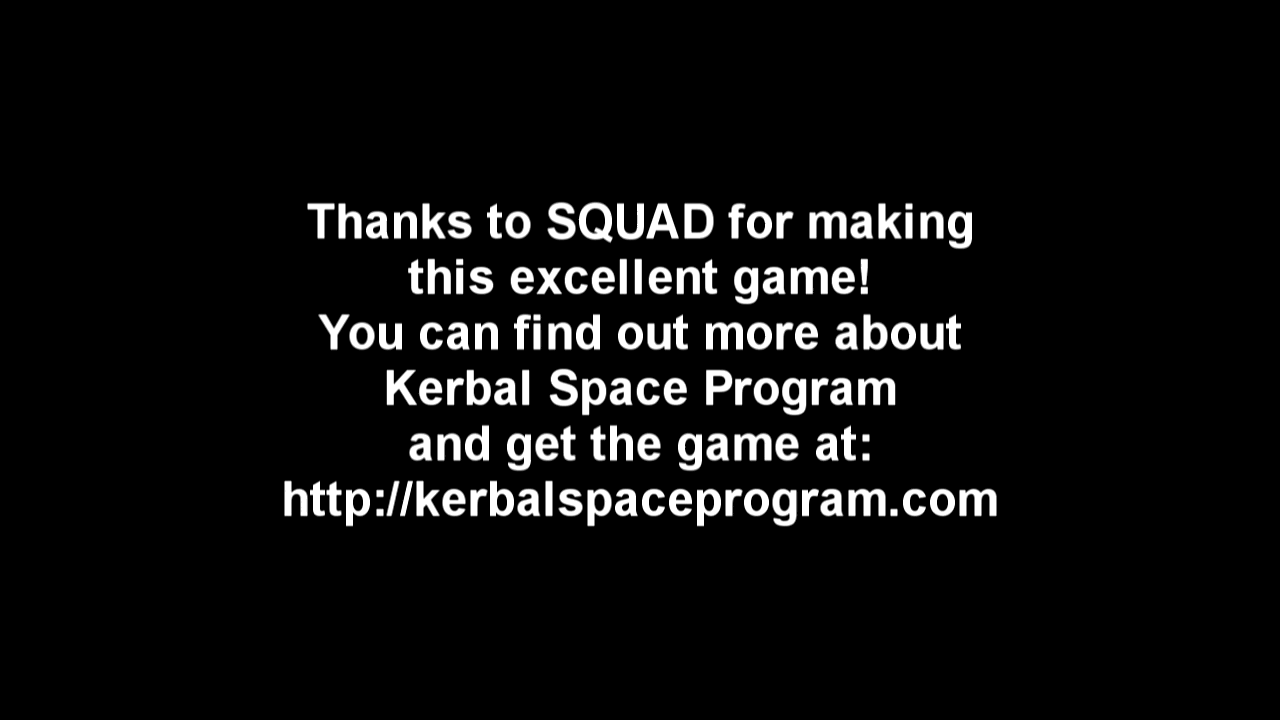 Thanks to SQUAD for making
this excellent game!
You can find out more about
Kerbal Space Program
and get the game at:
http://kerbalspaceprogram.com